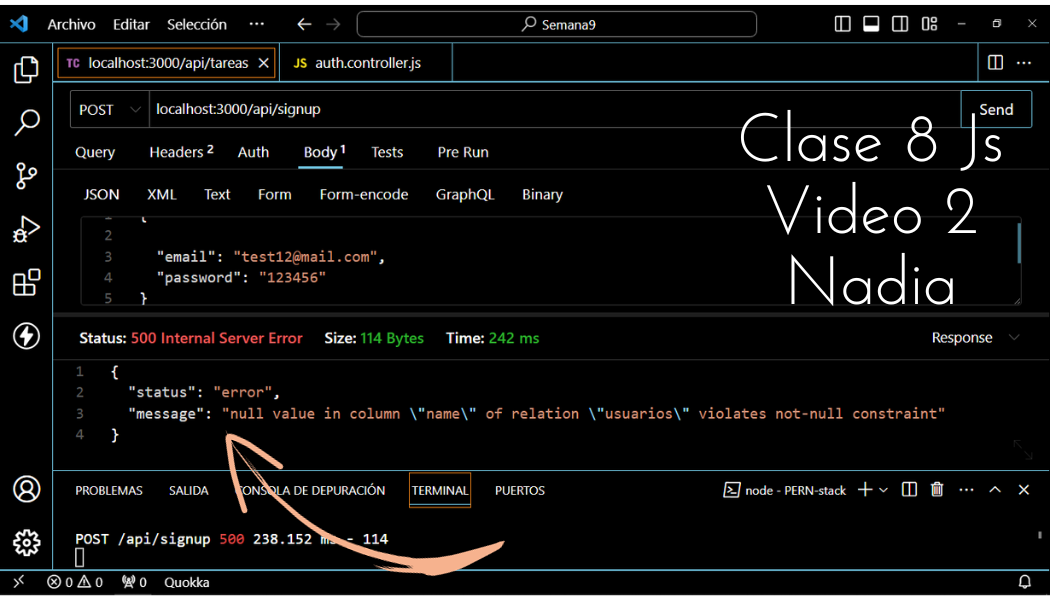 Archivo Editar Selección ··· Semana9
TC localhost:3000/api/tareas JS auth.controller.js ···
POST localhost:3000/api/signup Send
Query Headers 2 Auth Body 1 Tests Pre Run
JSON XML Text Form Form-encode GraphQL Binary
Clase 8 Js
Video 2
Nadia
2
3 "email": "test12@mail.com",
4 "password": "123456"
5 }
Status: 500 Internal Server Error Size: 114 Bytes Time: 242 ms Response
1 {
2 "status": "error",
3 "message": "null value in column \"name\" of relation \"usuarios\" violates not-null constraint"
4 }
PROBLEMAS SALIDA CONSOLA DE DEPURACIÓN TERMINAL PUERTOS node - PERN-stack ···
POST /api/signup 500 238.152 ms - 114
0 0 0 Quokka